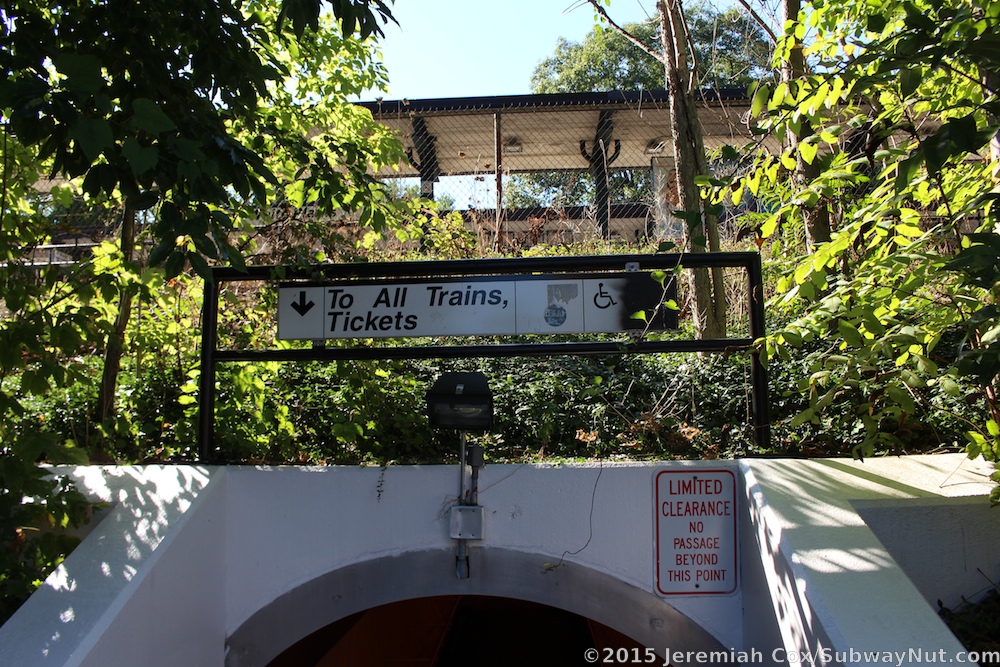 To All Trains,
Tickets
LIMITED
CLEARANCE
NO
PASSAGE
BEYOND
THIS POINT
©2015 Jeremiah Cox/SubwayNut.com